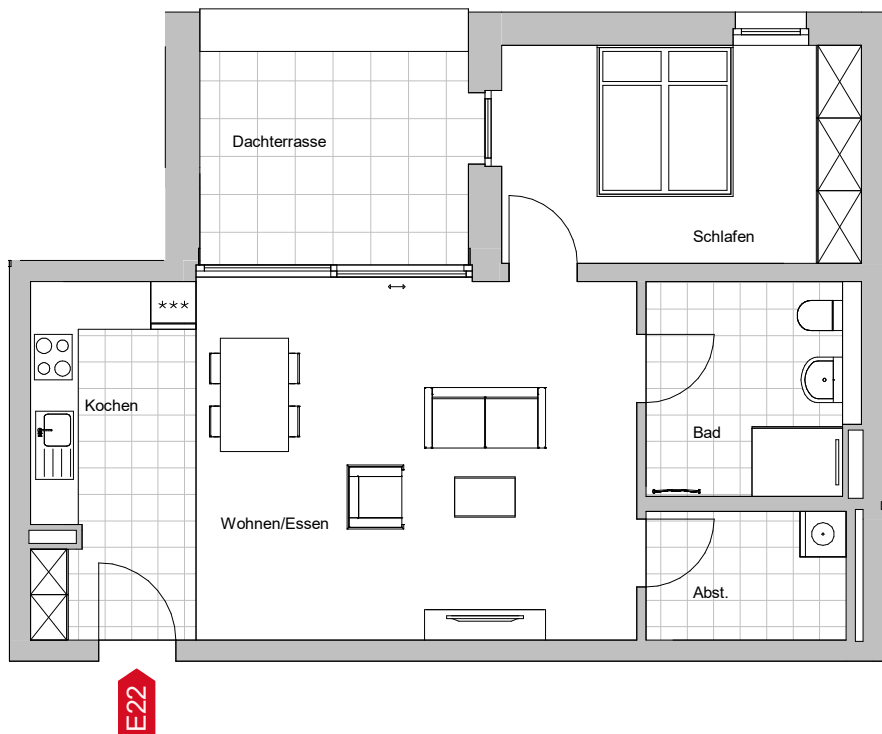 Dachterrasse
Schlafen
***
Kochen
Bad
Wohnen/Essen
Abst.
E22